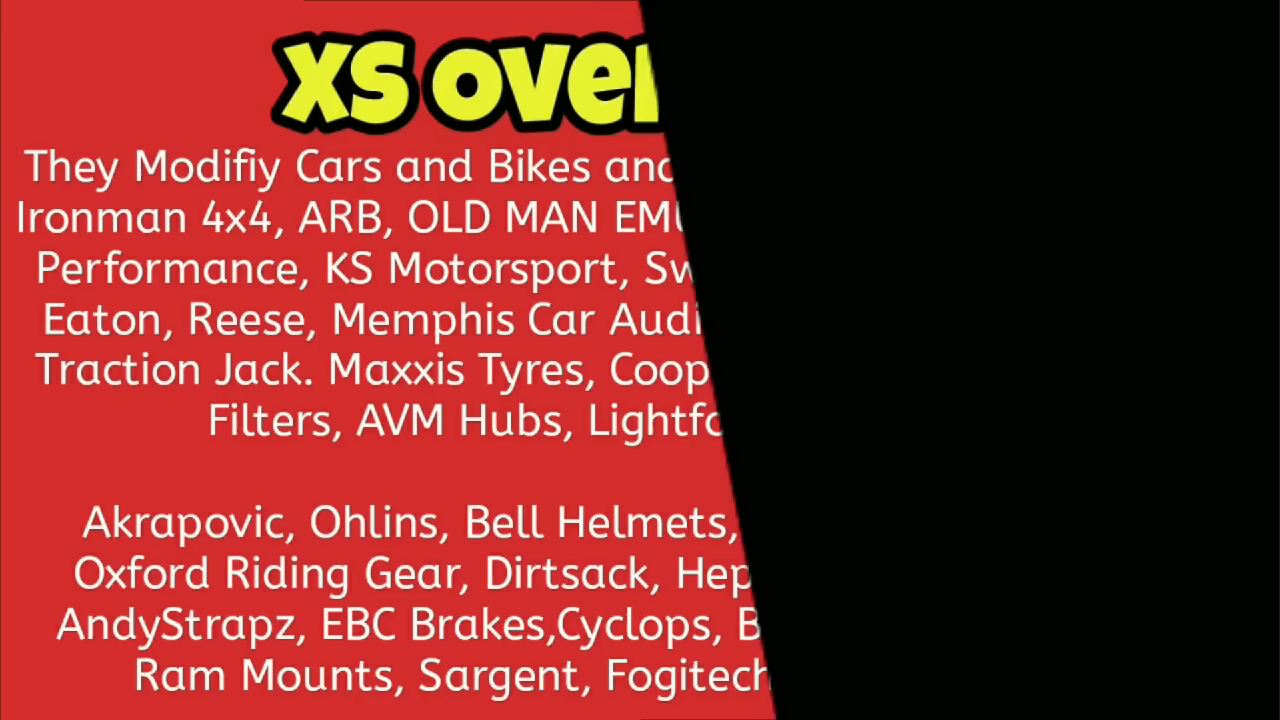 xs over
They Modifiy Cars and Bikes and
Ironman 4x4, ARB, OLD MAN EMU
Performance, KS Motorsport,
Eaton, Reese, Memphis Car Audi
Traction Jack. Maxxis Tyres, Coop
Filters, AVM Hubs,
Akrapovic, Ohlins, Bell Helmets,
Oxford Riding Gear, Dirtsack, Hep
AndyStrapz, EBC Brakes,Cyclops, B
Ram Mounts, Sargent, Fogitech